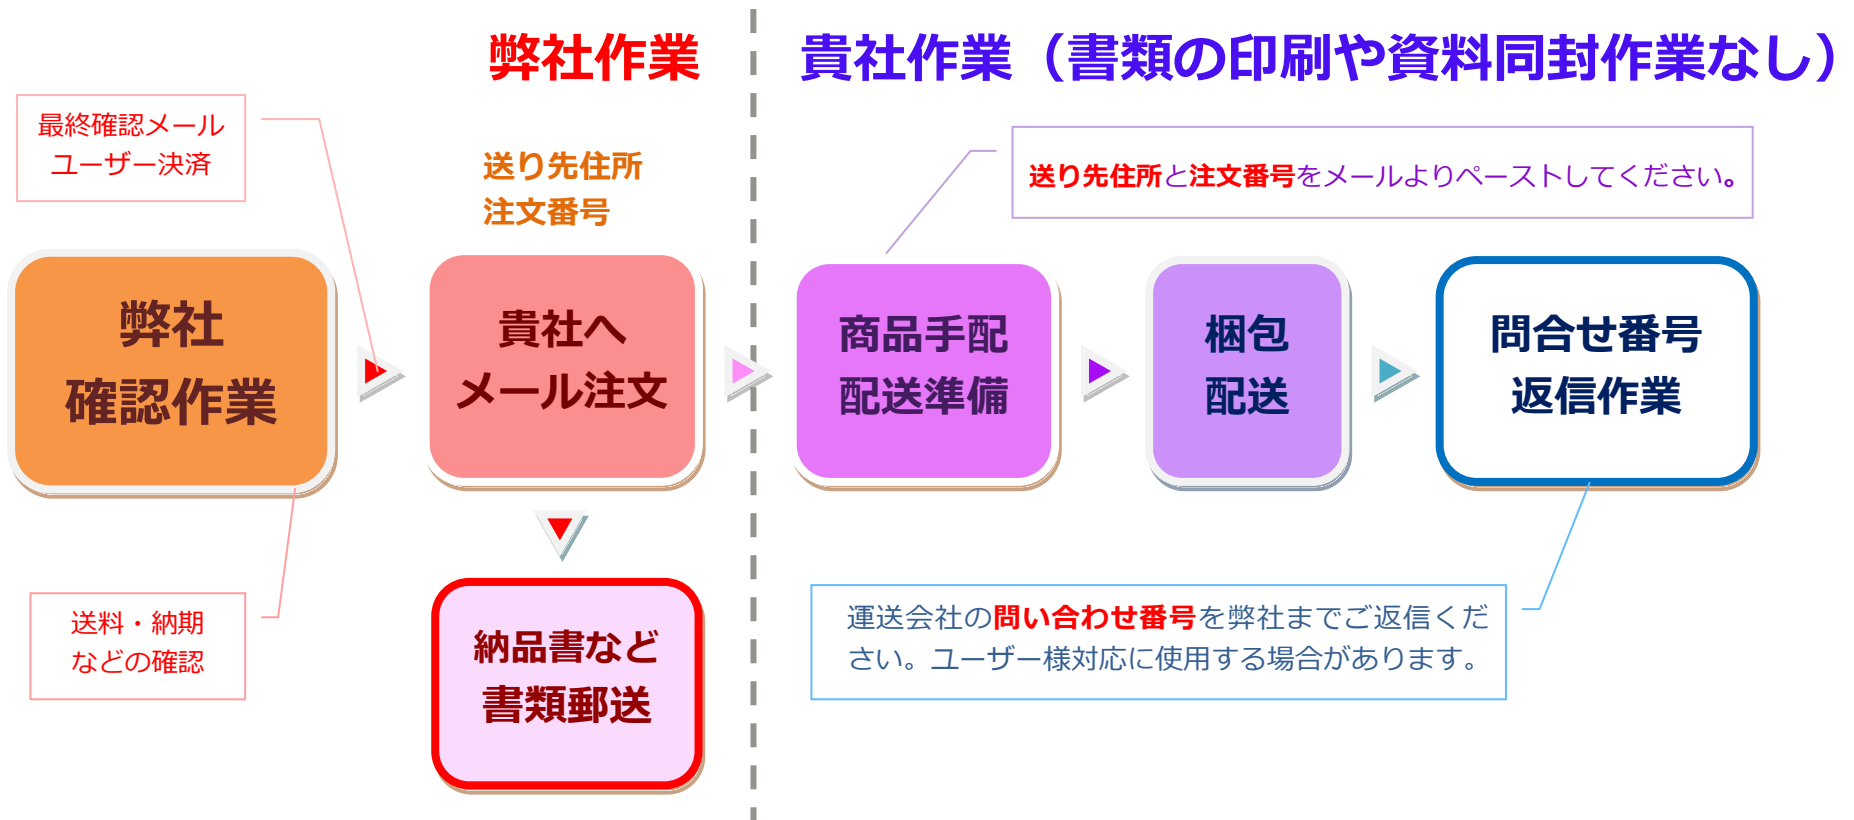 弊社作業
貴社作業（書類の印刷や資料同封作業なし）
最終確認メール
ユーザー決済
送り先住所
注文番号
送り先住所と注文番号をメールよりペーストしてください。
弊社
確認作業
貴社へ
メール注文
商品手配
配送準備
梱包
配送
問合せ番号
返信作業
送料・納期
などの確認
納品書など
書類郵送
運送会社の問い合わせ番号を弊社までご返信くだ
さい。ユーザー様対応に使用する場合があります。